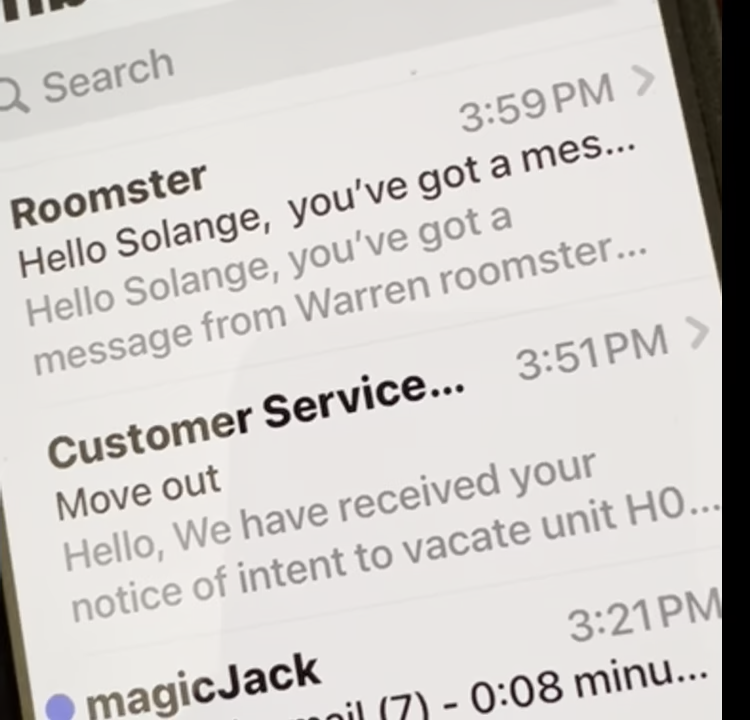 Search
3:59 PM
Roomster
Hello Solange, you've got a mes...
Hello Solange, you've got a
message from Warren roomster...
Customer Service... 3:51 PM
Move out
Hello, We have received your
notice of intent to vacate unit H0...
3:21 PM
magicJack
(7) - 0:08 minu...